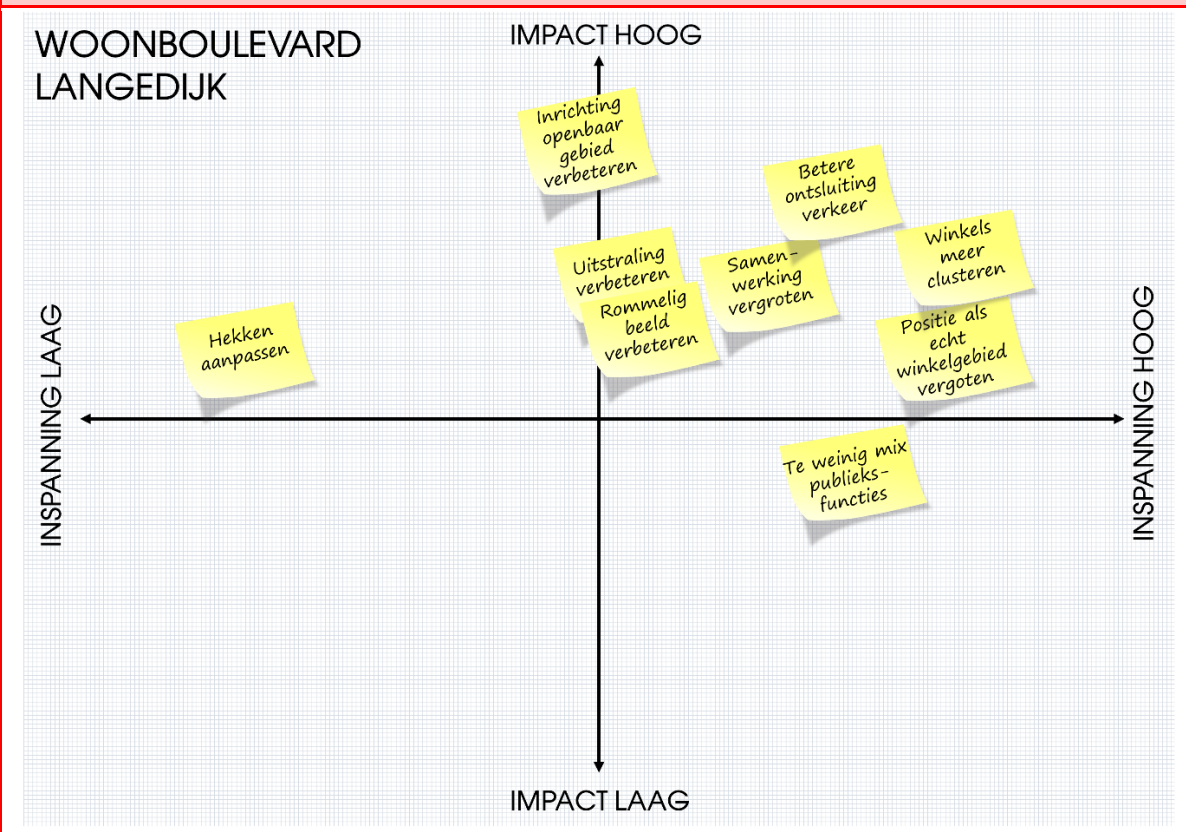 WOONBOULEVARD
LANGEDIJK
IMPACT HOOG
Inrichting
openbaar
gebied
verbeteren
Betere
ontsluiting
verkeer
Winkels
meer
clusteren
Uitstraling
verbeteren
Samen-
werking
vergroten
Rommelig
beeld
verbeteren
Positie als
echt
winkelgebied
vergoten
Hekken
aanpassen
INSPANNING LAAG
INSPANNING HOOG
Te weinig mix
publieks-
functies
IMPACT LAAG